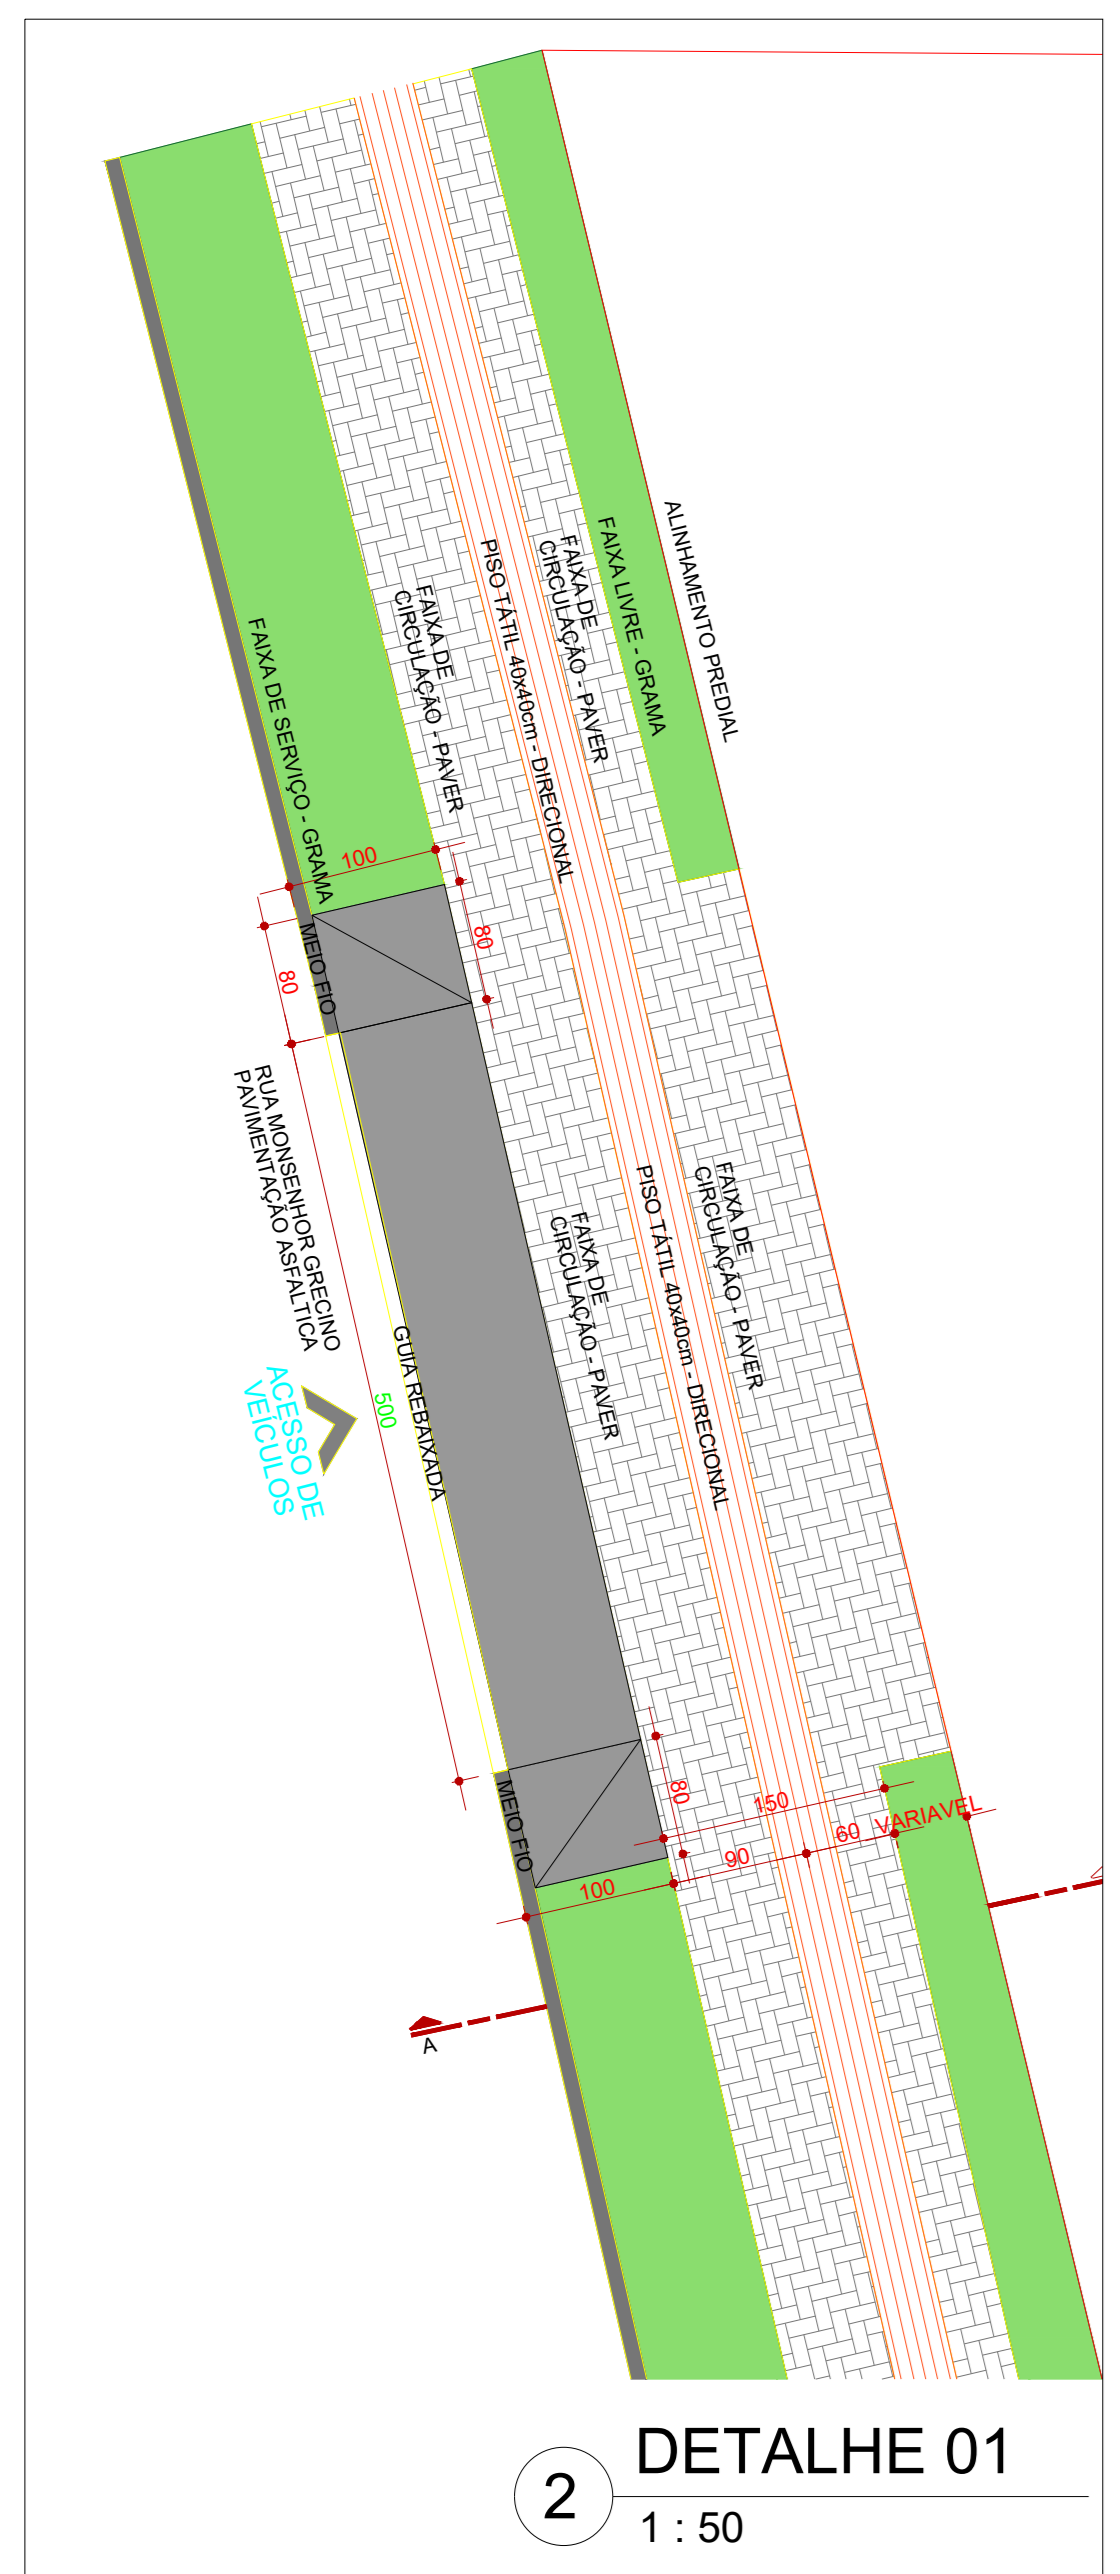 ALINHAMENTO PREDIAL
FAIXA LIVRE - GRAMA
FAIXA DE
CIRCULAÇÃO - PAVER
PISO TÁTIL 40x40cm - DIRECIONAL
FAIXA DE
CIRCULAÇÃO - PAVER
FAIXA DE SERVIÇO - GRAMA
100
80
80
MEIO FIO
RUA MONSENHOR GRECINO
PAVIMENTAÇÃO ASFALTICA
FAIXA DE
CIRCULAÇÃO - PAVER
PISO TÁTIL 40x40cm - DIRECIONAL
FAIXA DE
CIRCULAÇÃO - PAVER
GUIA REBAIXADA
500
ACESSO DE
VEÍCULOS
MEIO FIO
80
150
60
VARIAVEL
90
100
A
2
DETALHE 01
1 : 50